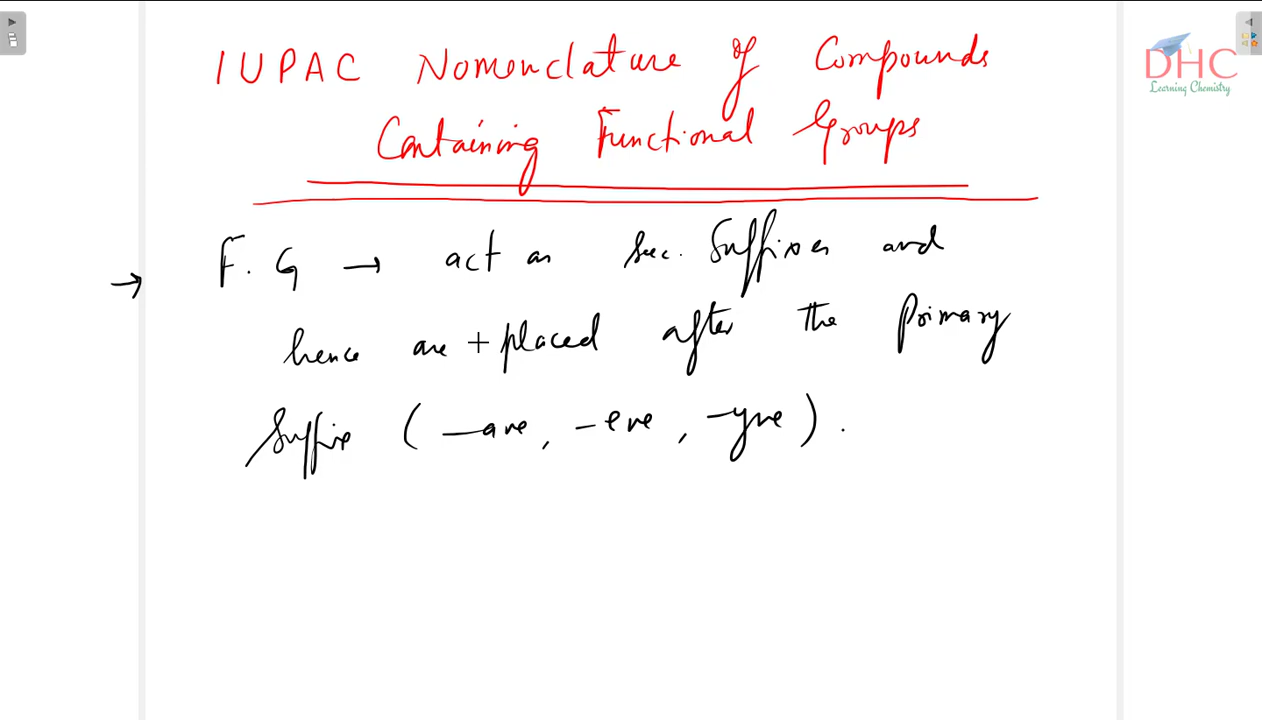 IUPAC Nomenclature of Compounds
Containing Functional Groups
DHC
Learning Chemistry
→ F. G → act as sec. Suffixes and
hence are + placed after the Primary
Suffix ( -ane, -ene, -yne ) .